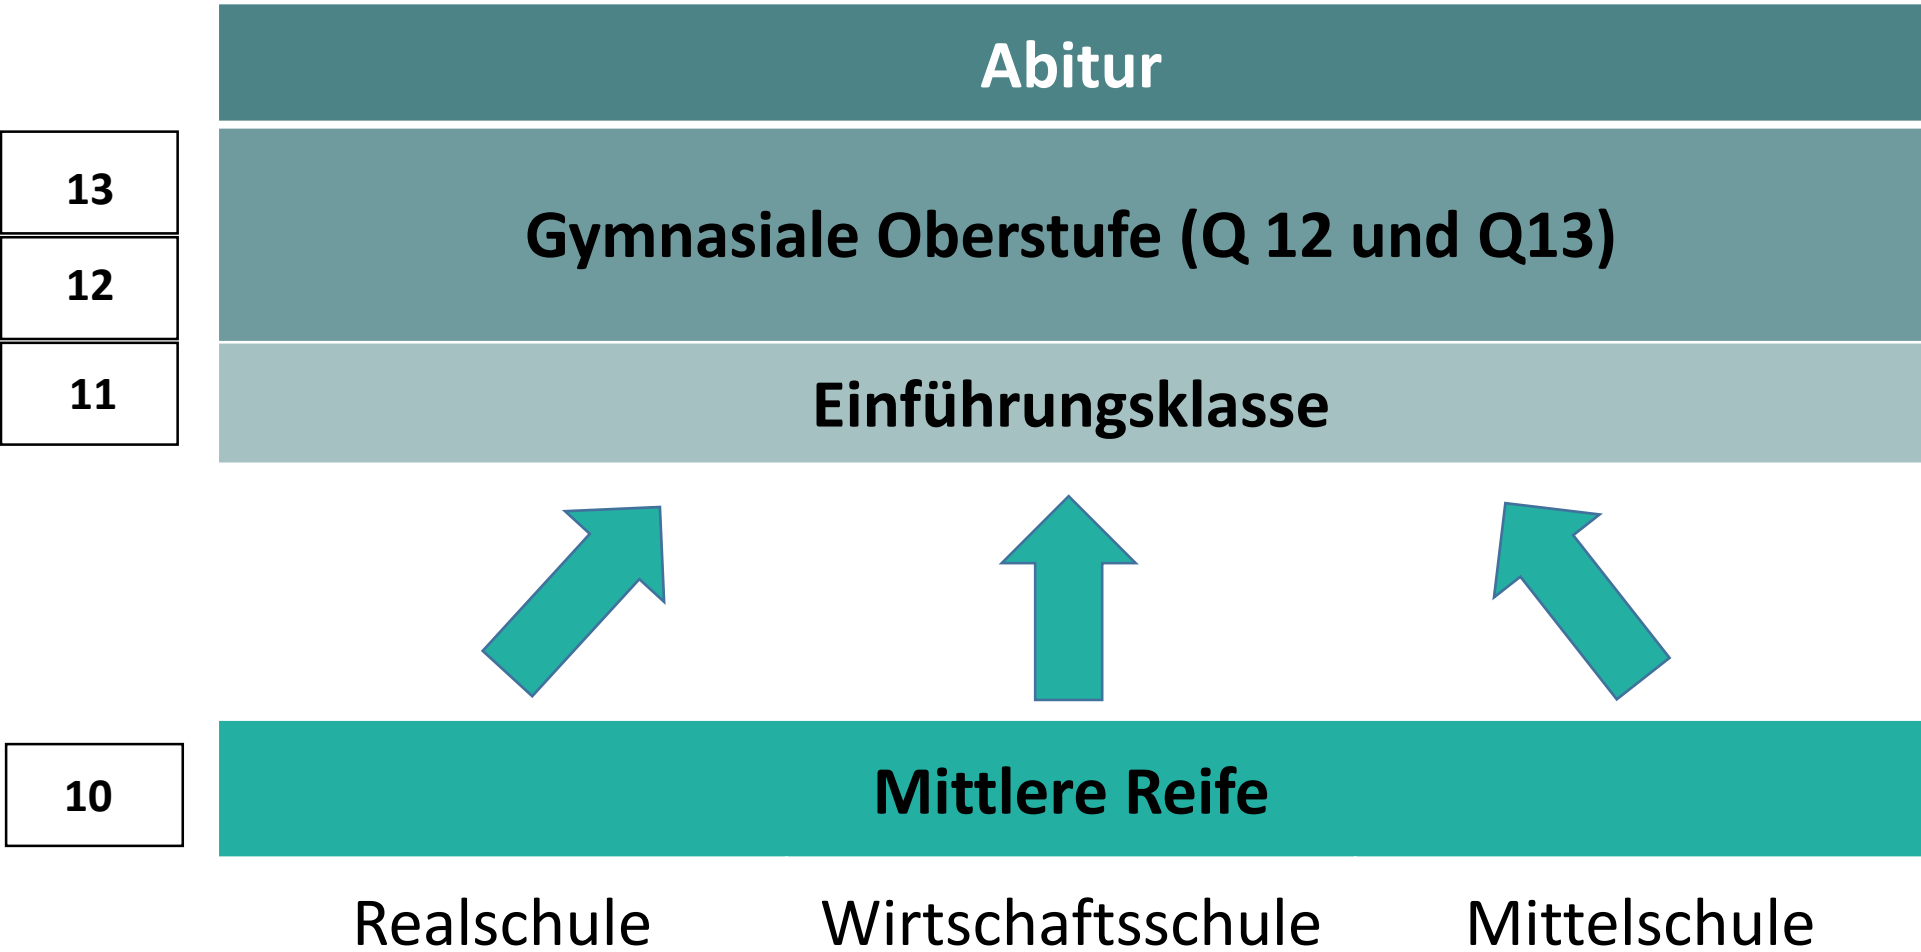 Abitur
13
Gymnasiale Oberstufe (Q 12 und Q13)
12
11
Einführungsklasse
10
Mittlere Reife
Realschule
Wirtschaftsschule
Mittelschule